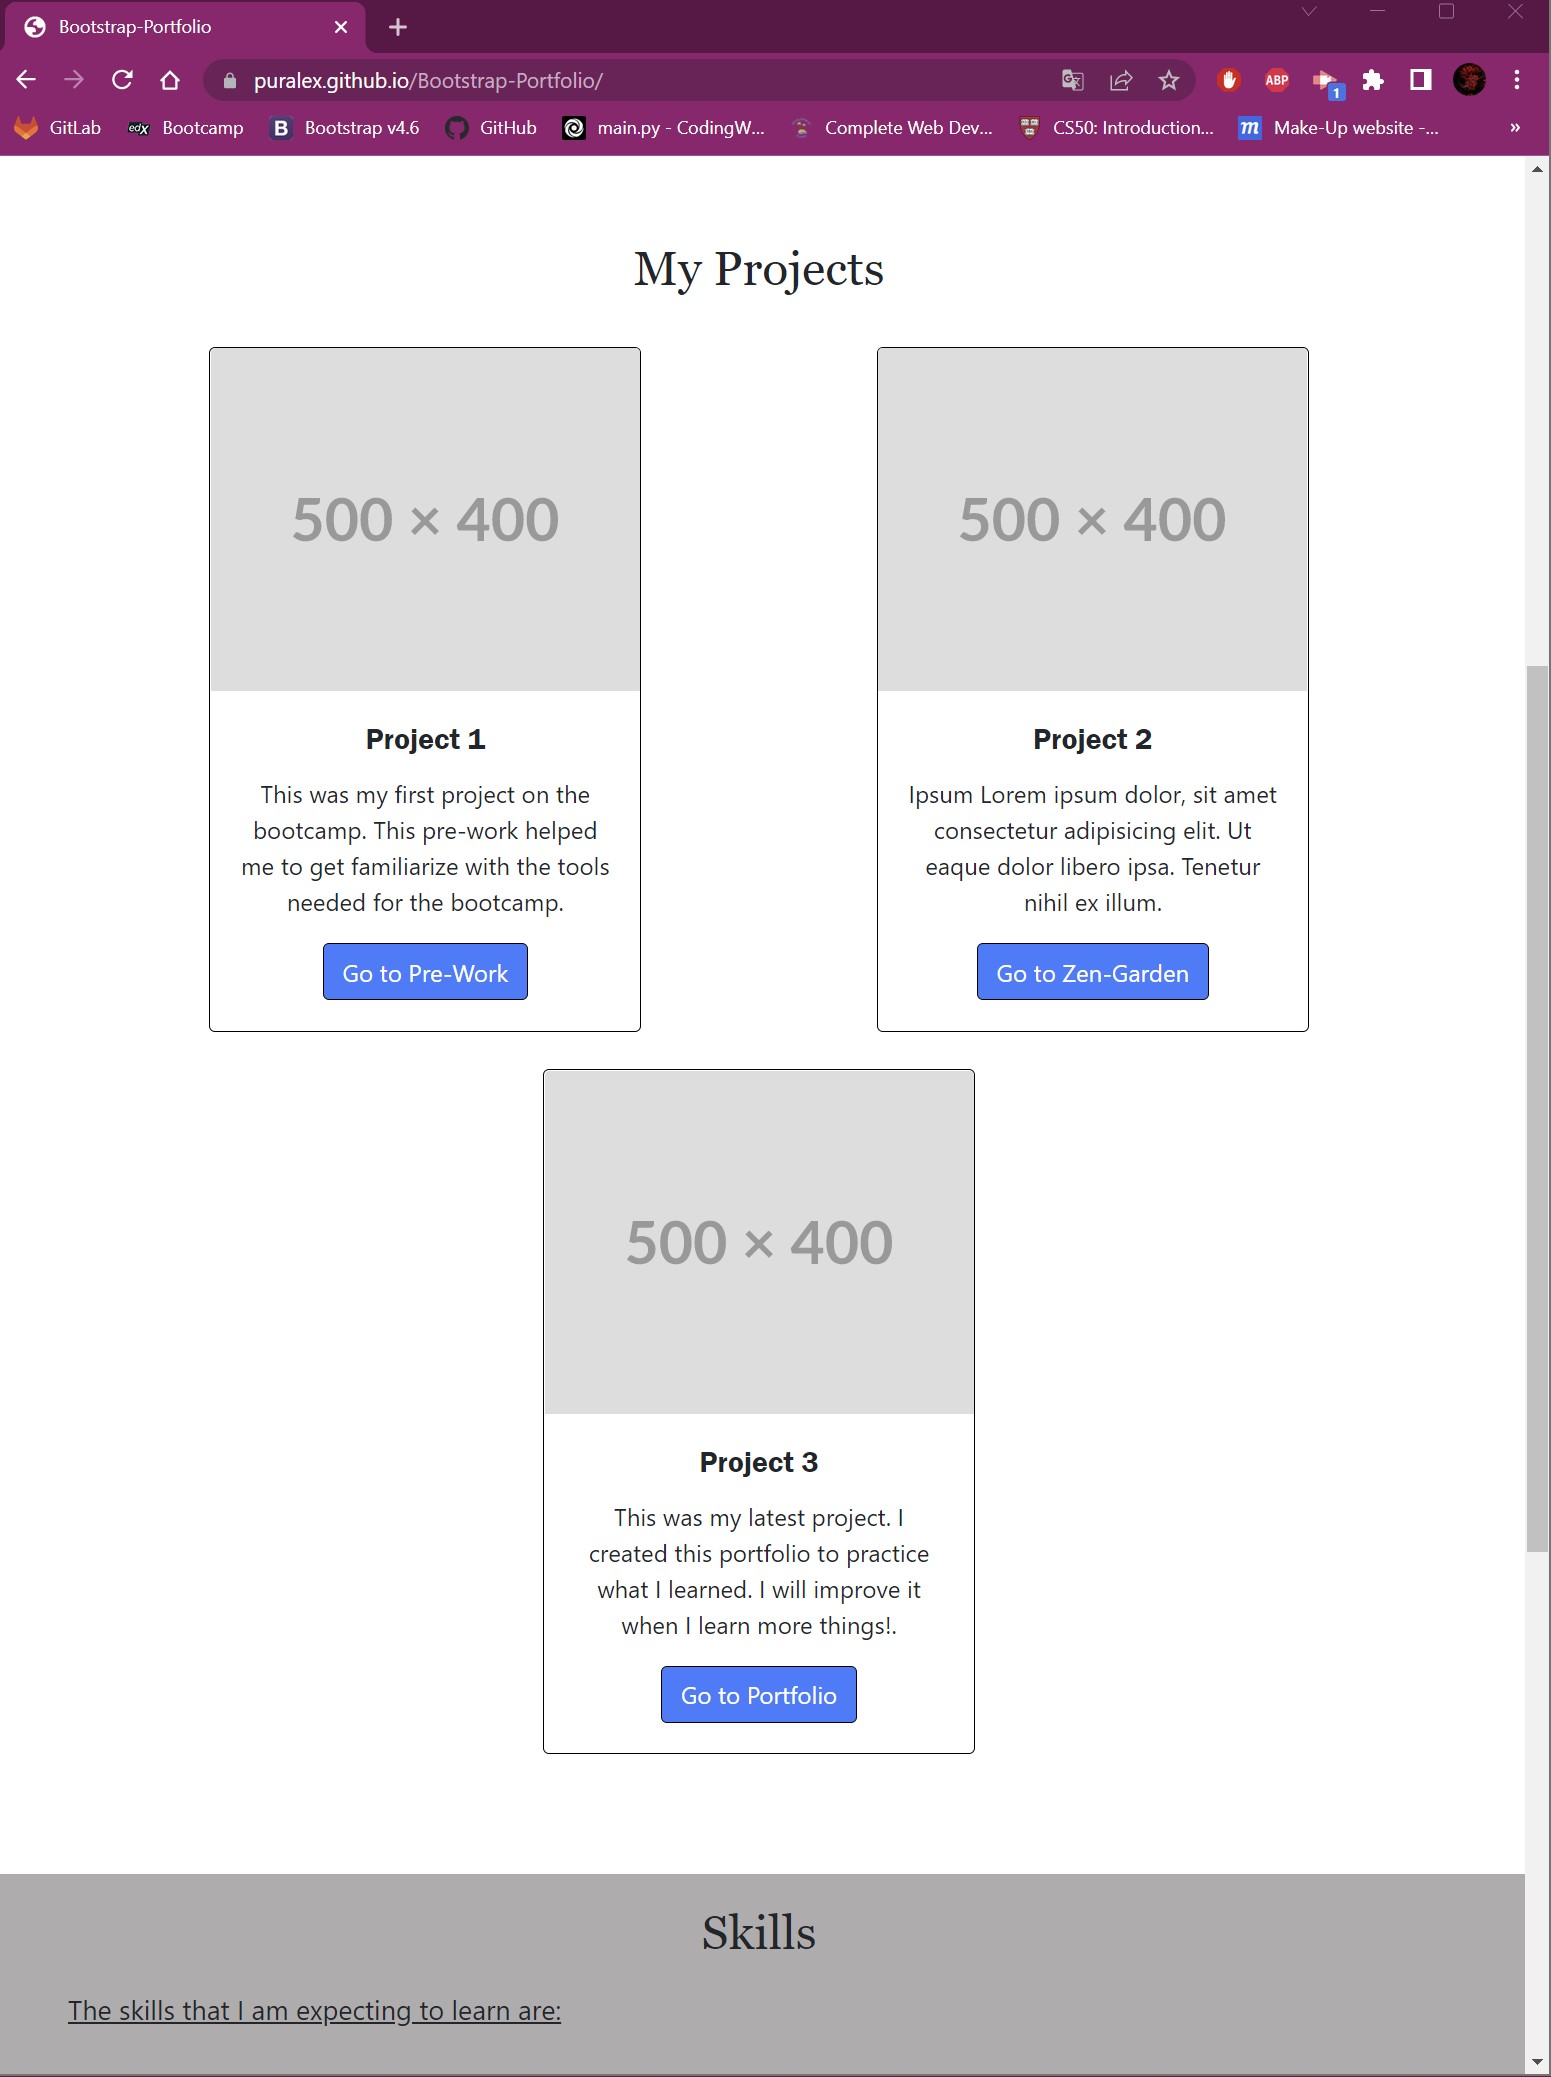 Bootstrap-Portfolio
puralex.github.io/Bootstrap-Portfolio/
ABP
1
GitLab
edX Bootcamp
B Bootstrap v4.6
GitHub
main.py - CodingW...
Complete Web Dev...
CS50: Introduction...
m Make-Up website -...
»
My Projects
500 × 400
Project 1
This was my first project on the
bootcamp. This pre-work helped
me to get familiarize with the tools
needed for the bootcamp.
Go to Pre-Work
500 × 400
Project 2
Ipsum Lorem ipsum dolor, sit amet
consectetur adipisicing elit. Ut
eaque dolor libero ipsa. Tenetur
nihil ex illum.
Go to Zen-Garden
500 × 400
Project 3
This was my latest project. I
created this portfolio to practice
what I learned. I will improve it
when I learn more things!.
Go to Portfolio
Skills
The skills that I am expecting to learn are: